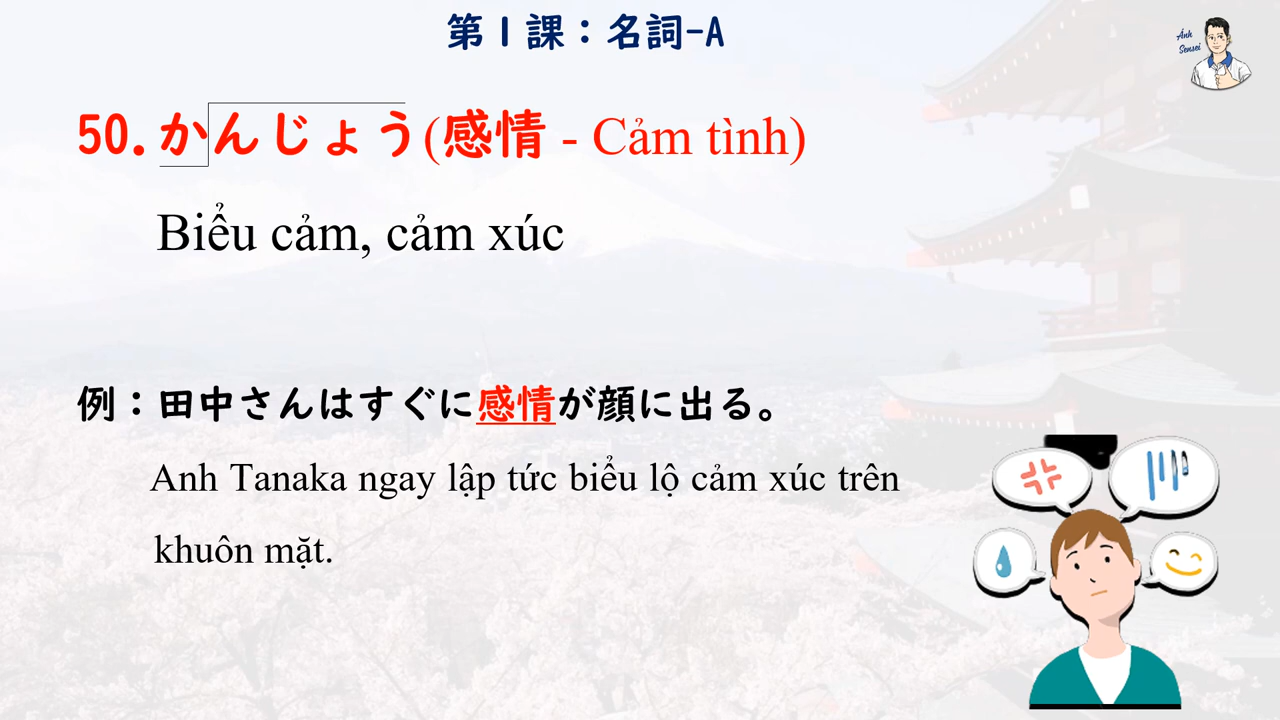 第1課：名詞-A
Anh
Sensei
50.かんじょう(感情 - Cảm tình)
Biểu cảm, cảm xúc
例：田中さんはすぐに感情が顔に出る。
Anh Tanaka ngay lập tức biểu lộ cảm xúc trên
khuôn mặt.